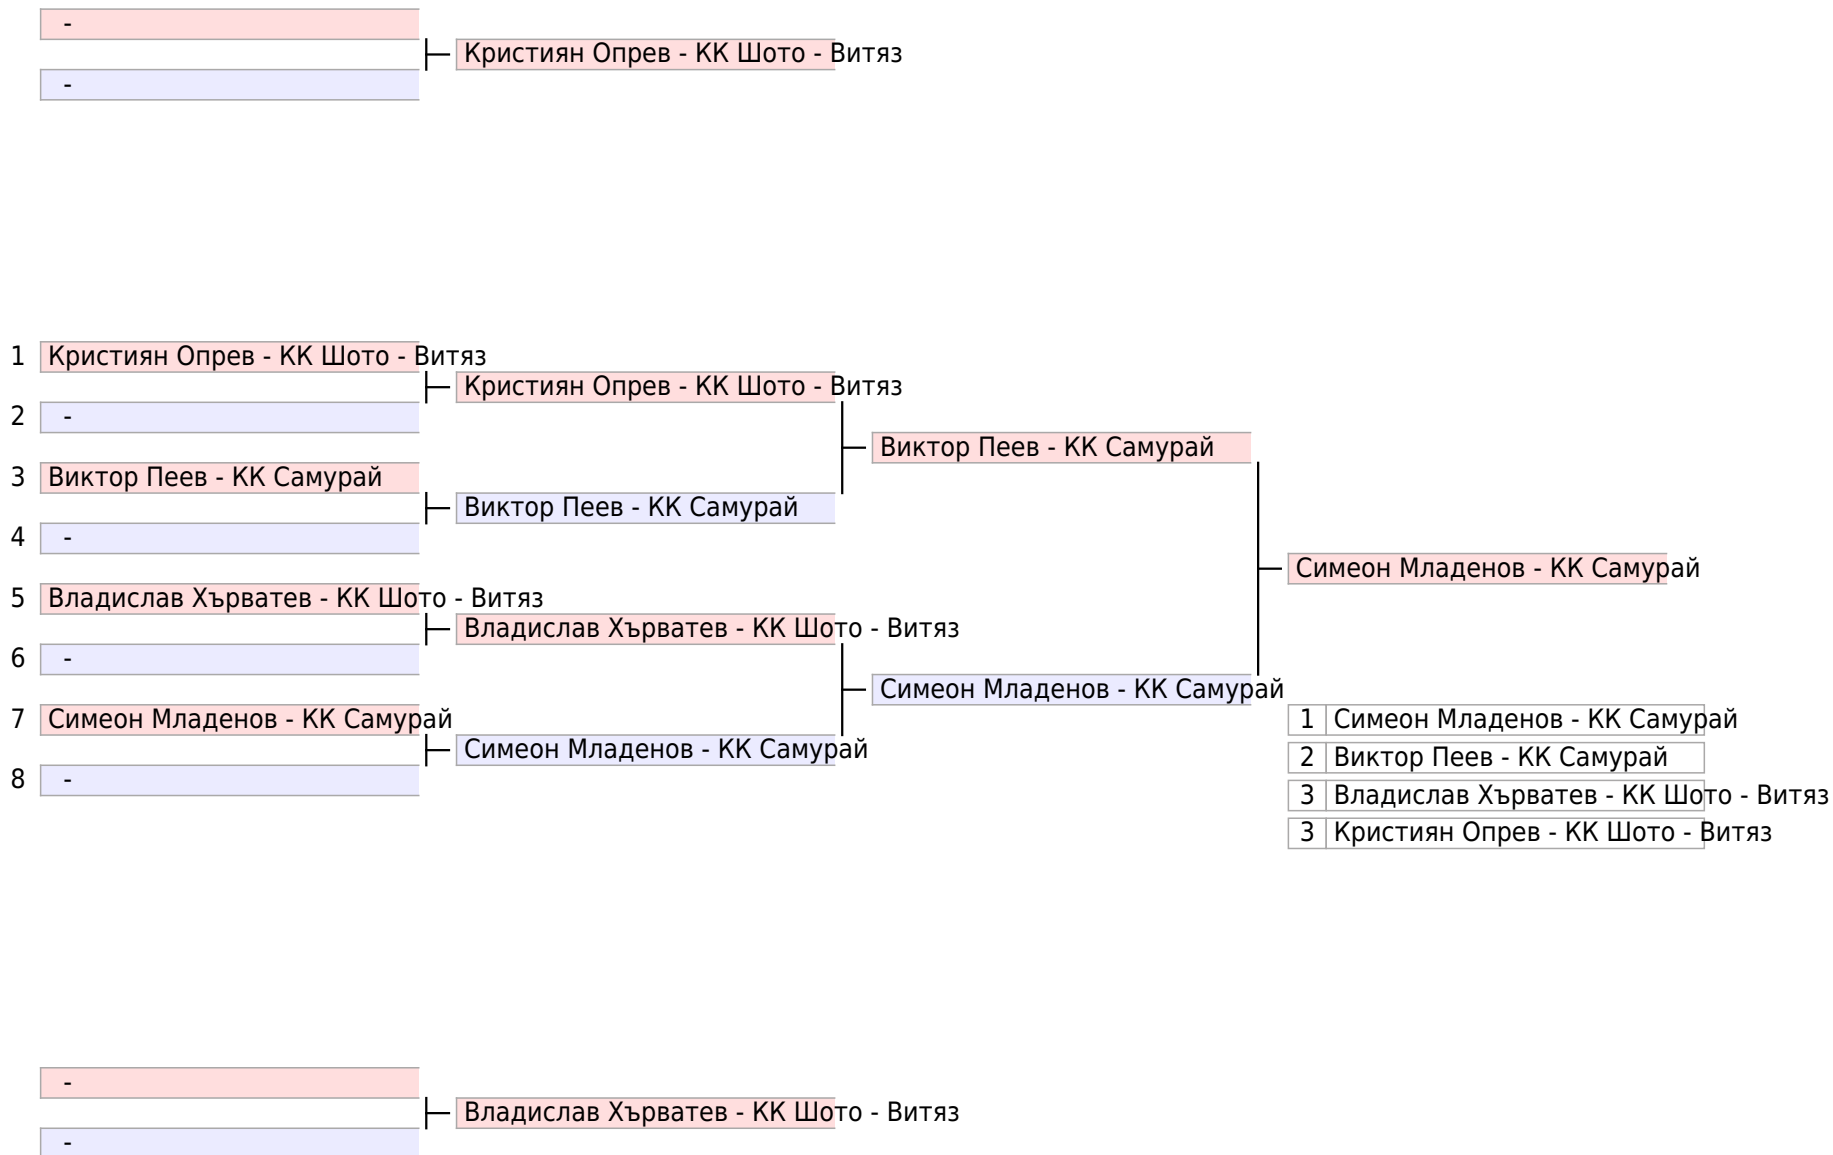 -
Кристиян Опрев - КК Шото - Витяз
-
1 Кристиян Опрев - КК Шото - Витяз
Кристиян Опрев - КК Шото - Витяз
2 -
Виктор Пеев - КК Самурай
3 Виктор Пеев - КК Самурай
Виктор Пеев - КК Самурай
4 -
Симеон Младенов - КК Самурай
5 Владислав Хърватев - КК Шото - Витяз
Владислав Хърватев - КК Шото - Витяз
6 -
Симеон Младенов - КК Самурай
7 Симеон Младенов - КК Самурай
1 Симеон Младенов - КК Самурай
Симеон Младенов - КК Самурай
2 Виктор Пеев - КК Самурай
8 -
3 Владислав Хърватев - КК Шото - Витяз
3 Кристиян Опрев - КК Шото - Витяз
-
Владислав Хърватев - КК Шото - Витяз
-